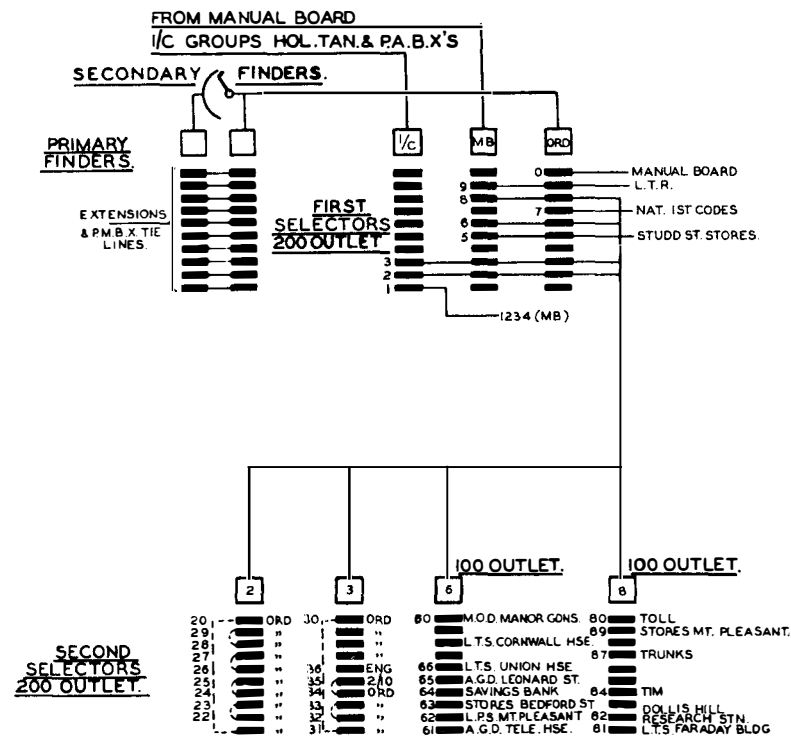 FROM MANUAL BOARD
I/C GROUPS HOL.TAN.& P.A.B.X'S
SECONDARY FINDERS.
PRIMARY FINDERS.
I/C
MB
ORD
EXTENSIONS & P.M.B.X. TIE LINES.
FIRST SELECTORS 200 OUTLET
0 MANUAL BOARD
9 L.T.R.
8
7 NAT. 1ST CODES
6
5 STUDD ST. STORES.
3
2
1
1234 (MB)
100 OUTLET.
100 OUTLET.
2
3
6
8
SECOND SELECTORS 200 OUTLET.
20 ORD
29 "
28 "
27 "
26 "
25 "
24 "
23 "
22 "
30 ORD
"
"
"
36 ENG
35 2/10
34 ORD
33 "
32 "
31 "
60 M.O.D. MANOR GDNS.
L.T.S. CORNWALL HSE.
66 L.T.S. UNION HSE
65 A.G.D. LEONARD ST.
64 SAVINGS BANK
63 STORES BEDFORD ST
62 L.P.S. MT. PLEASANT
61 A.G.D. TELE. HSE.
80 TOLL
89 STORES MT. PLEASANT.
87 TRUNKS
84 TIM
82 DOLLIS HILL RESEARCH STN.
81 L.T.S. FARADAY BLDG